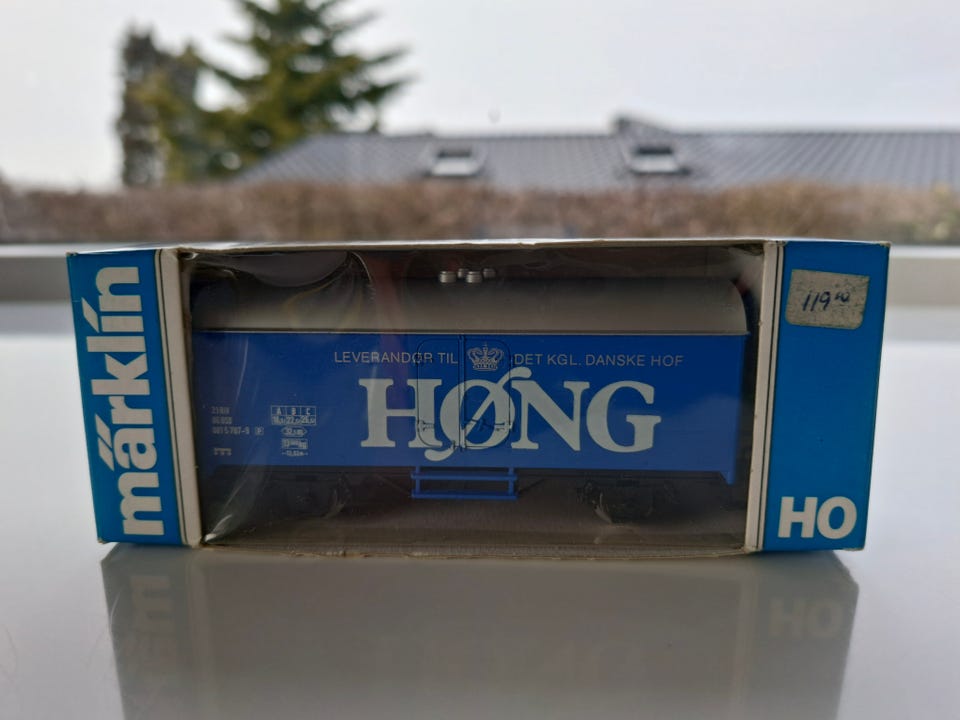 märklin
119 00
LEVERANDØR TIL DET KGL. DANSKE HOF
HØNG
A B C
HO